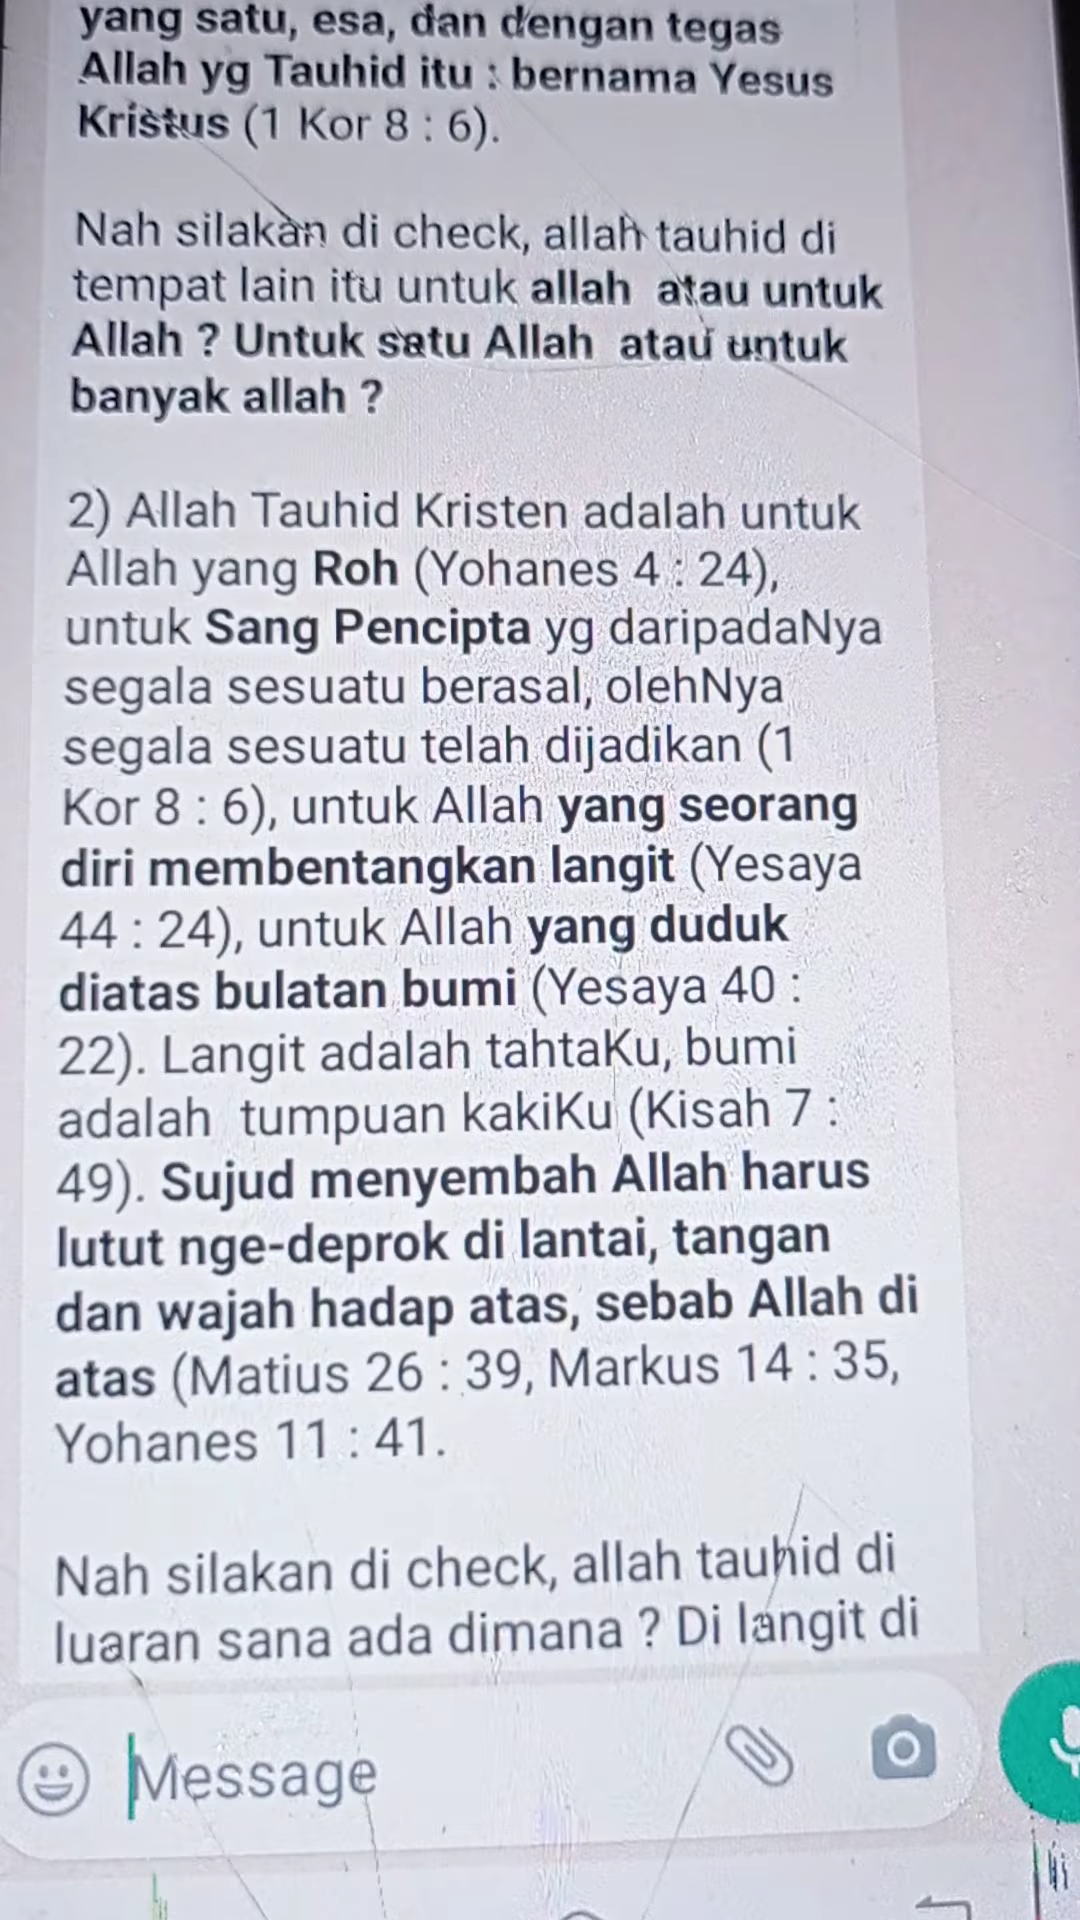 yang satu, esa, dan dengan tegas
Allah yg Tauhid itu : bernama Yesus
Kristus (1 Kor 8 : 6).
Nah silakan di check, allah tauhid di
tempat lain itu untuk allah atau untuk
Allah ? Untuk satu Allah atau untuk
banyak allah ?
2) Allah Tauhid Kristen adalah untuk
Allah yang Roh (Yohanes 4 : 24),
untuk Sang Pencipta yg daripadaNya
segala sesuatu berasal, olehNya
segala sesuatu telah dijadikan (1
Kor 8 : 6), untuk Allah yang seorang
diri membentangkan langit (Yesaya
44 : 24), untuk Allah yang duduk
diatas bulatan bumi (Yesaya 40 :
22). Langit adalah tahtaKu, bumi
adalah tumpuan kakiKu (Kisah 7 :
49). Sujud menyembah Allah harus
lutut nge-deprok di lantai, tangan
dan wajah hadap atas, sebab Allah di
atas (Matius 26 : 39, Markus 14 : 35,
Yohanes 11 : 41.
Nah silakan di check, allah tauhid di
luaran sana ada dimana ? Di langit di
Message